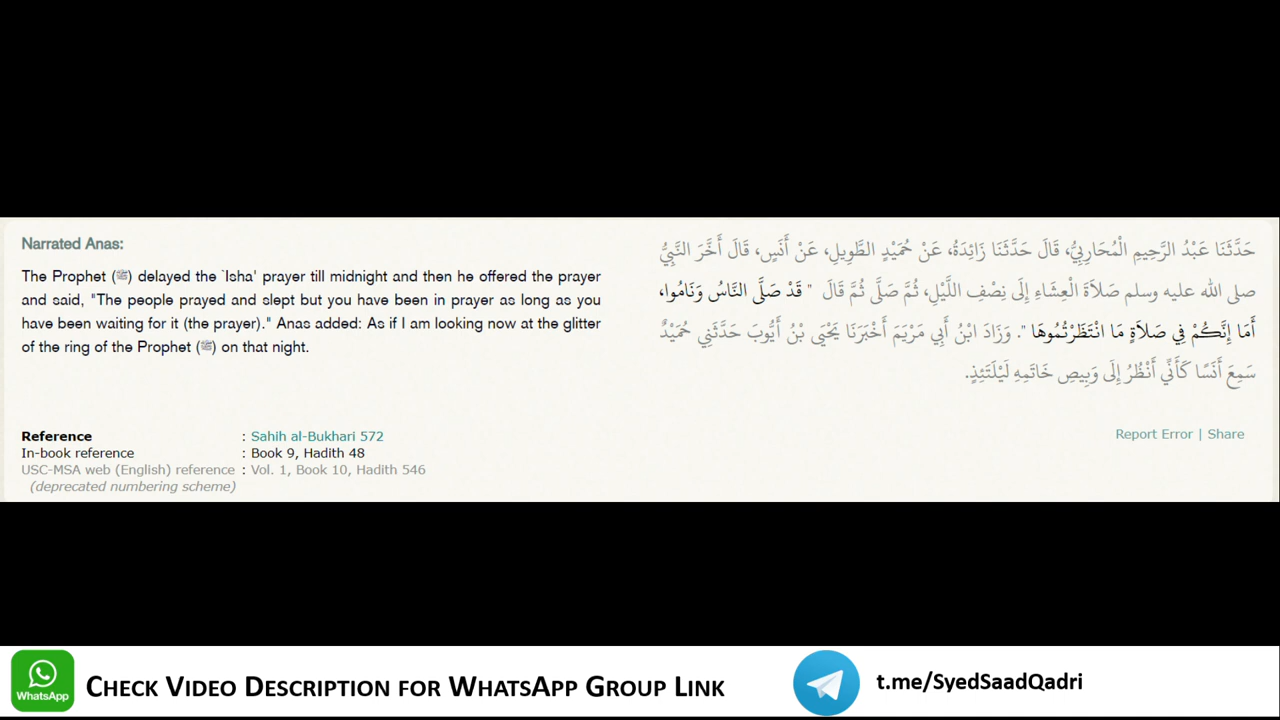 Narrated Anas:
The Prophet (ﷺ) delayed the `Isha' prayer till midnight and then he offered the prayer
and said, "The people prayed and slept but you have been in prayer as long as you
have been waiting for it (the prayer)." Anas added: As if I am looking now at the glitter
of the ring of the Prophet (ﷺ) on that night.
حَدَّثَنَا عَبْدُ الرَّحِيمِ الْمُحَارِبِيُّ، قَالَ حَدَّثَنَا زَائِدَةُ، عَنْ حُمَيْدٍ الطَّوِيلِ، عَنْ أَنَسٍ، قَالَ أَخَّرَ النَّبِيُّ
صلى الله عليه وسلم صَلاَةَ الْعِشَاءِ إِلَى نِصْفِ اللَّيْلِ، ثُمَّ صَلَّى ثُمَّ قَالَ ‏"‏ قَدْ صَلَّى النَّاسُ وَنَامُوا،
أَمَا إِنَّكُمْ فِي صَلاَةٍ مَا انْتَظَرْتُمُوهَا ‏"‏‏.‏ وَزَادَ ابْنُ أَبِي مَرْيَمَ أَخْبَرَنَا يَحْيَى بْنُ أَيُّوبَ حَدَّثَنِي حُمَيْدٌ
سَمِعَ أَنَسًا كَأَنِّي أَنْظُرُ إِلَى وَبِيصِ خَاتَمِهِ لَيْلَتَئِذٍ‏.‏
Reference : Sahih al-Bukhari 572
In-book reference : Book 9, Hadith 48
USC-MSA web (English) reference : Vol. 1, Book 10, Hadith 546
(deprecated numbering scheme)
Report Error | Share
WhatsApp
CHECK VIDEO DESCRIPTION FOR WHATSAPP GROUP LINK
t.me/SyedSaadQadri